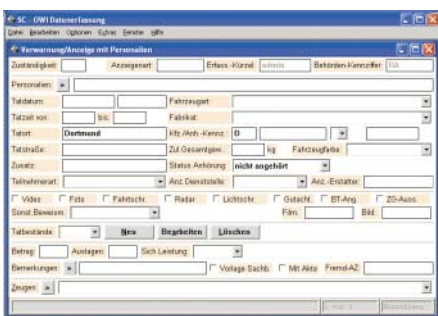 SC - OWI Datenerfassung
Datei Bearbeiten Optionen Extras Fenster Hilfe
Verwarnung/Anzeige mit Personalien
Zuständigkeit: Anzeigenart: Erfass.-Kürzel: admin Behörden-Kennziffer:
Personalien:
Tatdatum: Fahrzeugart:
Tatzeit von: bis: Fabrikat:
Tatort: Dortmund Kfz-/Anh.-Kennz.: D
Tatstraße: Zul.Gesamtgew.: kg Fahrzeugfarbe:
Zusatz: Status Anhörung: nicht angehört
Teilnehmerart: Anz.Dienststelle: Anz.-Erstatter:
Video Foto Fahrtschr. Radar Lichtschr. Gutacht. BT-Ang. ZG-Auss.
Sonst.Beweism.: Film: Bild:
Tatbestände: Neu Bearbeiten Löschen
Betrag: Auslagen: Sich.Leistung:
Bemerkungen: Vorlage Sachb. Mit Akte Fremd-AZ:
Zeugen: